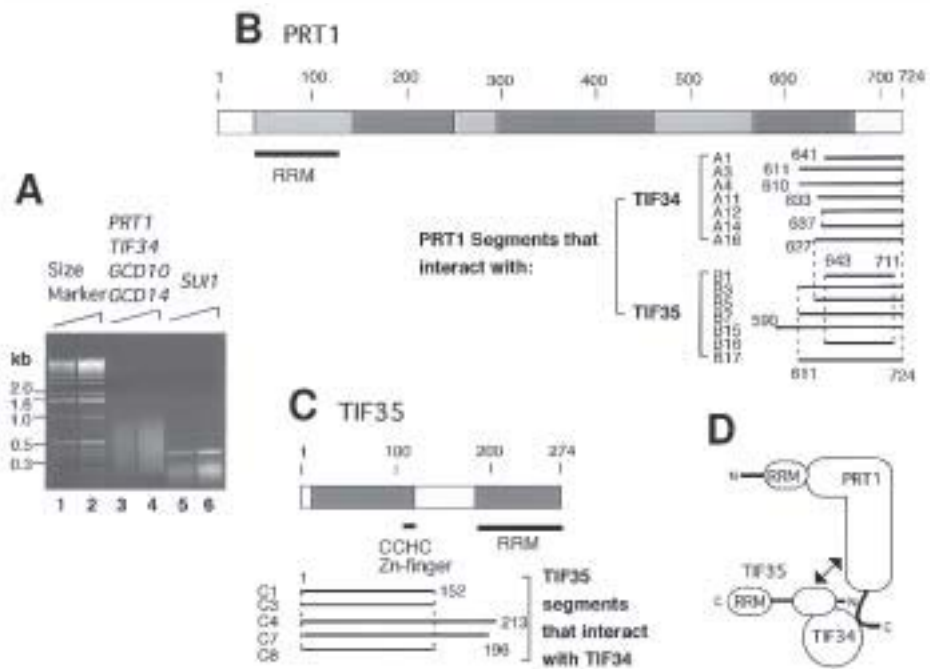 B PRT1
1 100 200 300 400 500 600 700 724
RRM
A
PRT1
TIF34
GCD10
GCD14
SUI1
Size
Marker
kb
2.0
1.6
1.0
0.5
0.3
1 2 3 4 5 6
PRT1 Segments that
interact with:
TIF34
A1 641
A3 611
A4 610
A11 633
A12
A14 637
A16 627
TIF35
643 711
B1
B3
B5
B7
B15 590
B16
B17
611 724
C TIF35
1 100 200 274
CCHC
Zn-finger
RRM
1
C1 152
C3
C4 213
C7 196
C8
TIF35
segments
that interact
with TIF34
D
N RRM PRT1
TIF35
C RRM N
TIF34 C